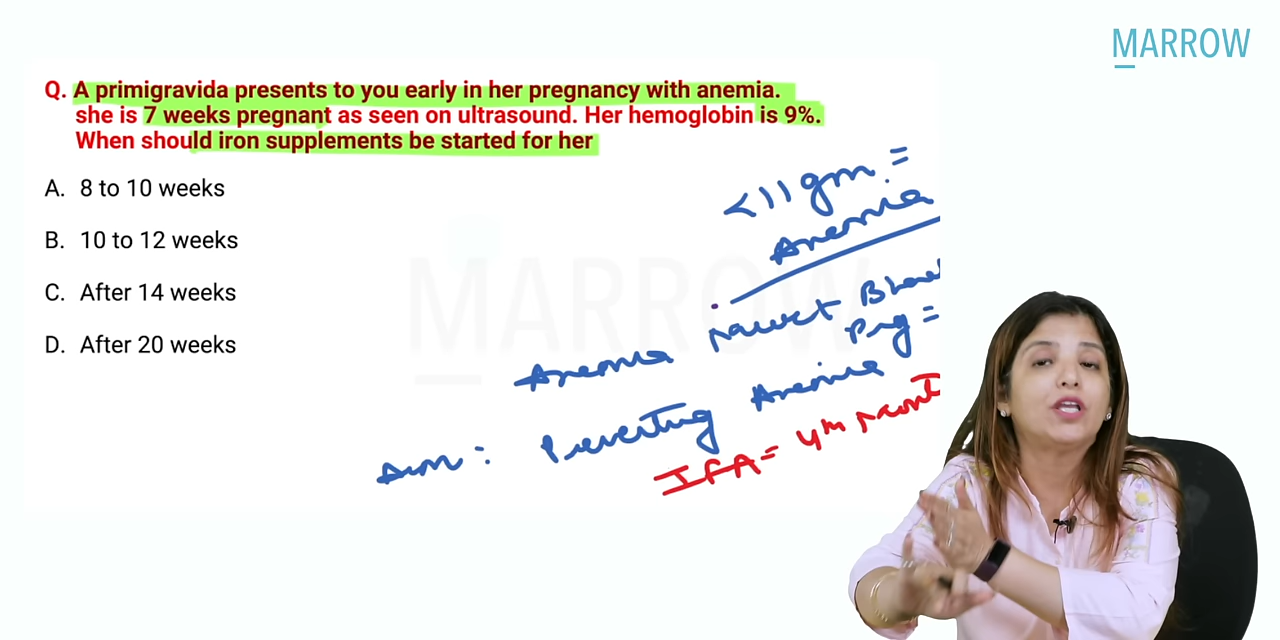 MARROW
Q. A primigravida presents to you early in her pregnancy with anemia.
she is 7 weeks pregnant as seen on ultrasound. Her hemoglobin is 9%.
When should iron supplements be started for her
A. 8 to 10 weeks
B. 10 to 12 weeks
C. After 14 weeks
D. After 20 weeks
<11 gm =
Anemia
Anemia
Prg =
Aim : Preventing Anemia
IFA = 4th
MARROW